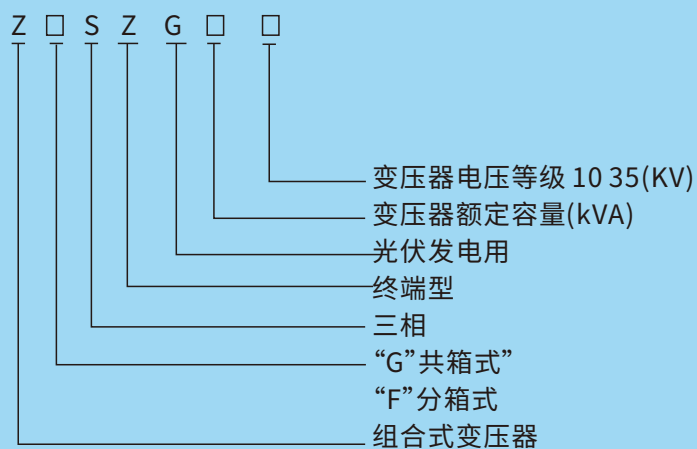 Z □ S Z G □ □
变压器电压等级 10 35(KV)
变压器额定容量(kVA)
光伏发电用
终端型
三相
“G”共箱式”
“F”分箱式
组合式变压器